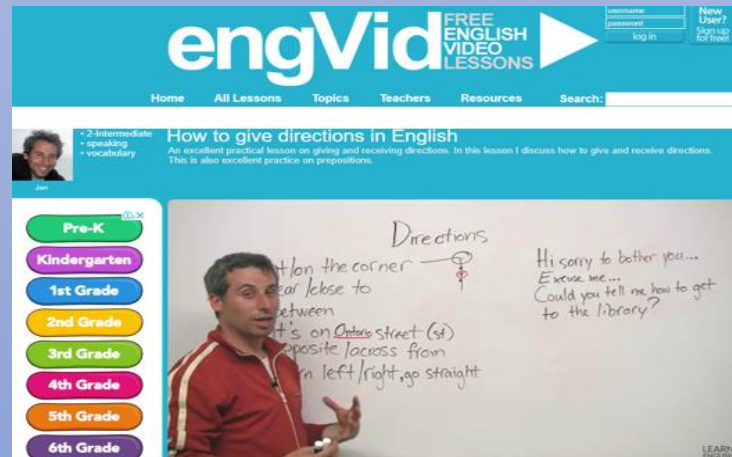 engVid
FREE
ENGLISH
VIDEO
LESSONS
username
password
log in
New
User?
Sign up
for free!
Home All Lessons Topics Teachers Resources Search:
• 2-Intermediate
• speaking
• vocabulary
How to give directions in English
An excellent practical lesson on giving and receiving directions. In this lesson I discuss how to give and receive directions.
This is also excellent practice on prepositions.
Pre-K
Kindergarten
1st Grade
2nd Grade
3rd Grade
4th Grade
5th Grade
6th Grade
Directions
/on the corner
/close to
between
on Ontario street (st)
/across from
left/right, go straight
Hi sorry to bother you...
Excuse me...
Could you tell me how to get
to the library?
LEARN
ENGLISH